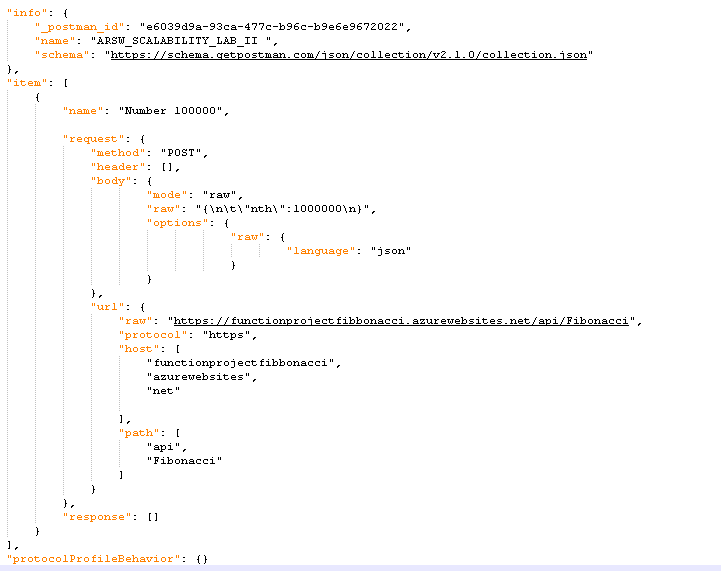 "info": {
"_postman_id": "e6039d9a-93ca-477c-b96c-b9e6e9672022",
"name": "ARSW_SCALABILITY_LAB_II ",
"schema": "https://schema.getpostman.com/json/collection/v2.1.0/collection.json"
},
"item": [
{
"name": "Number 100000",
"request": {
"method": "POST",
"header": [],
"body": {
"mode": "raw",
"raw": "{\n\t\"nth\":1000000\n}",
"options": {
"raw": {
"language": "json"
}
}
},
"url": {
"raw": "https://functionprojectfibbonacci.azurewebsites.net/api/Fibonacci",
"protocol": "https",
"host": [
"functionprojectfibbonacci",
"azurewebsites",
"net"
],
"path": [
"api",
"Fibonacci"
]
}
},
"response": []
}
],
"protocolProfileBehavior": {}